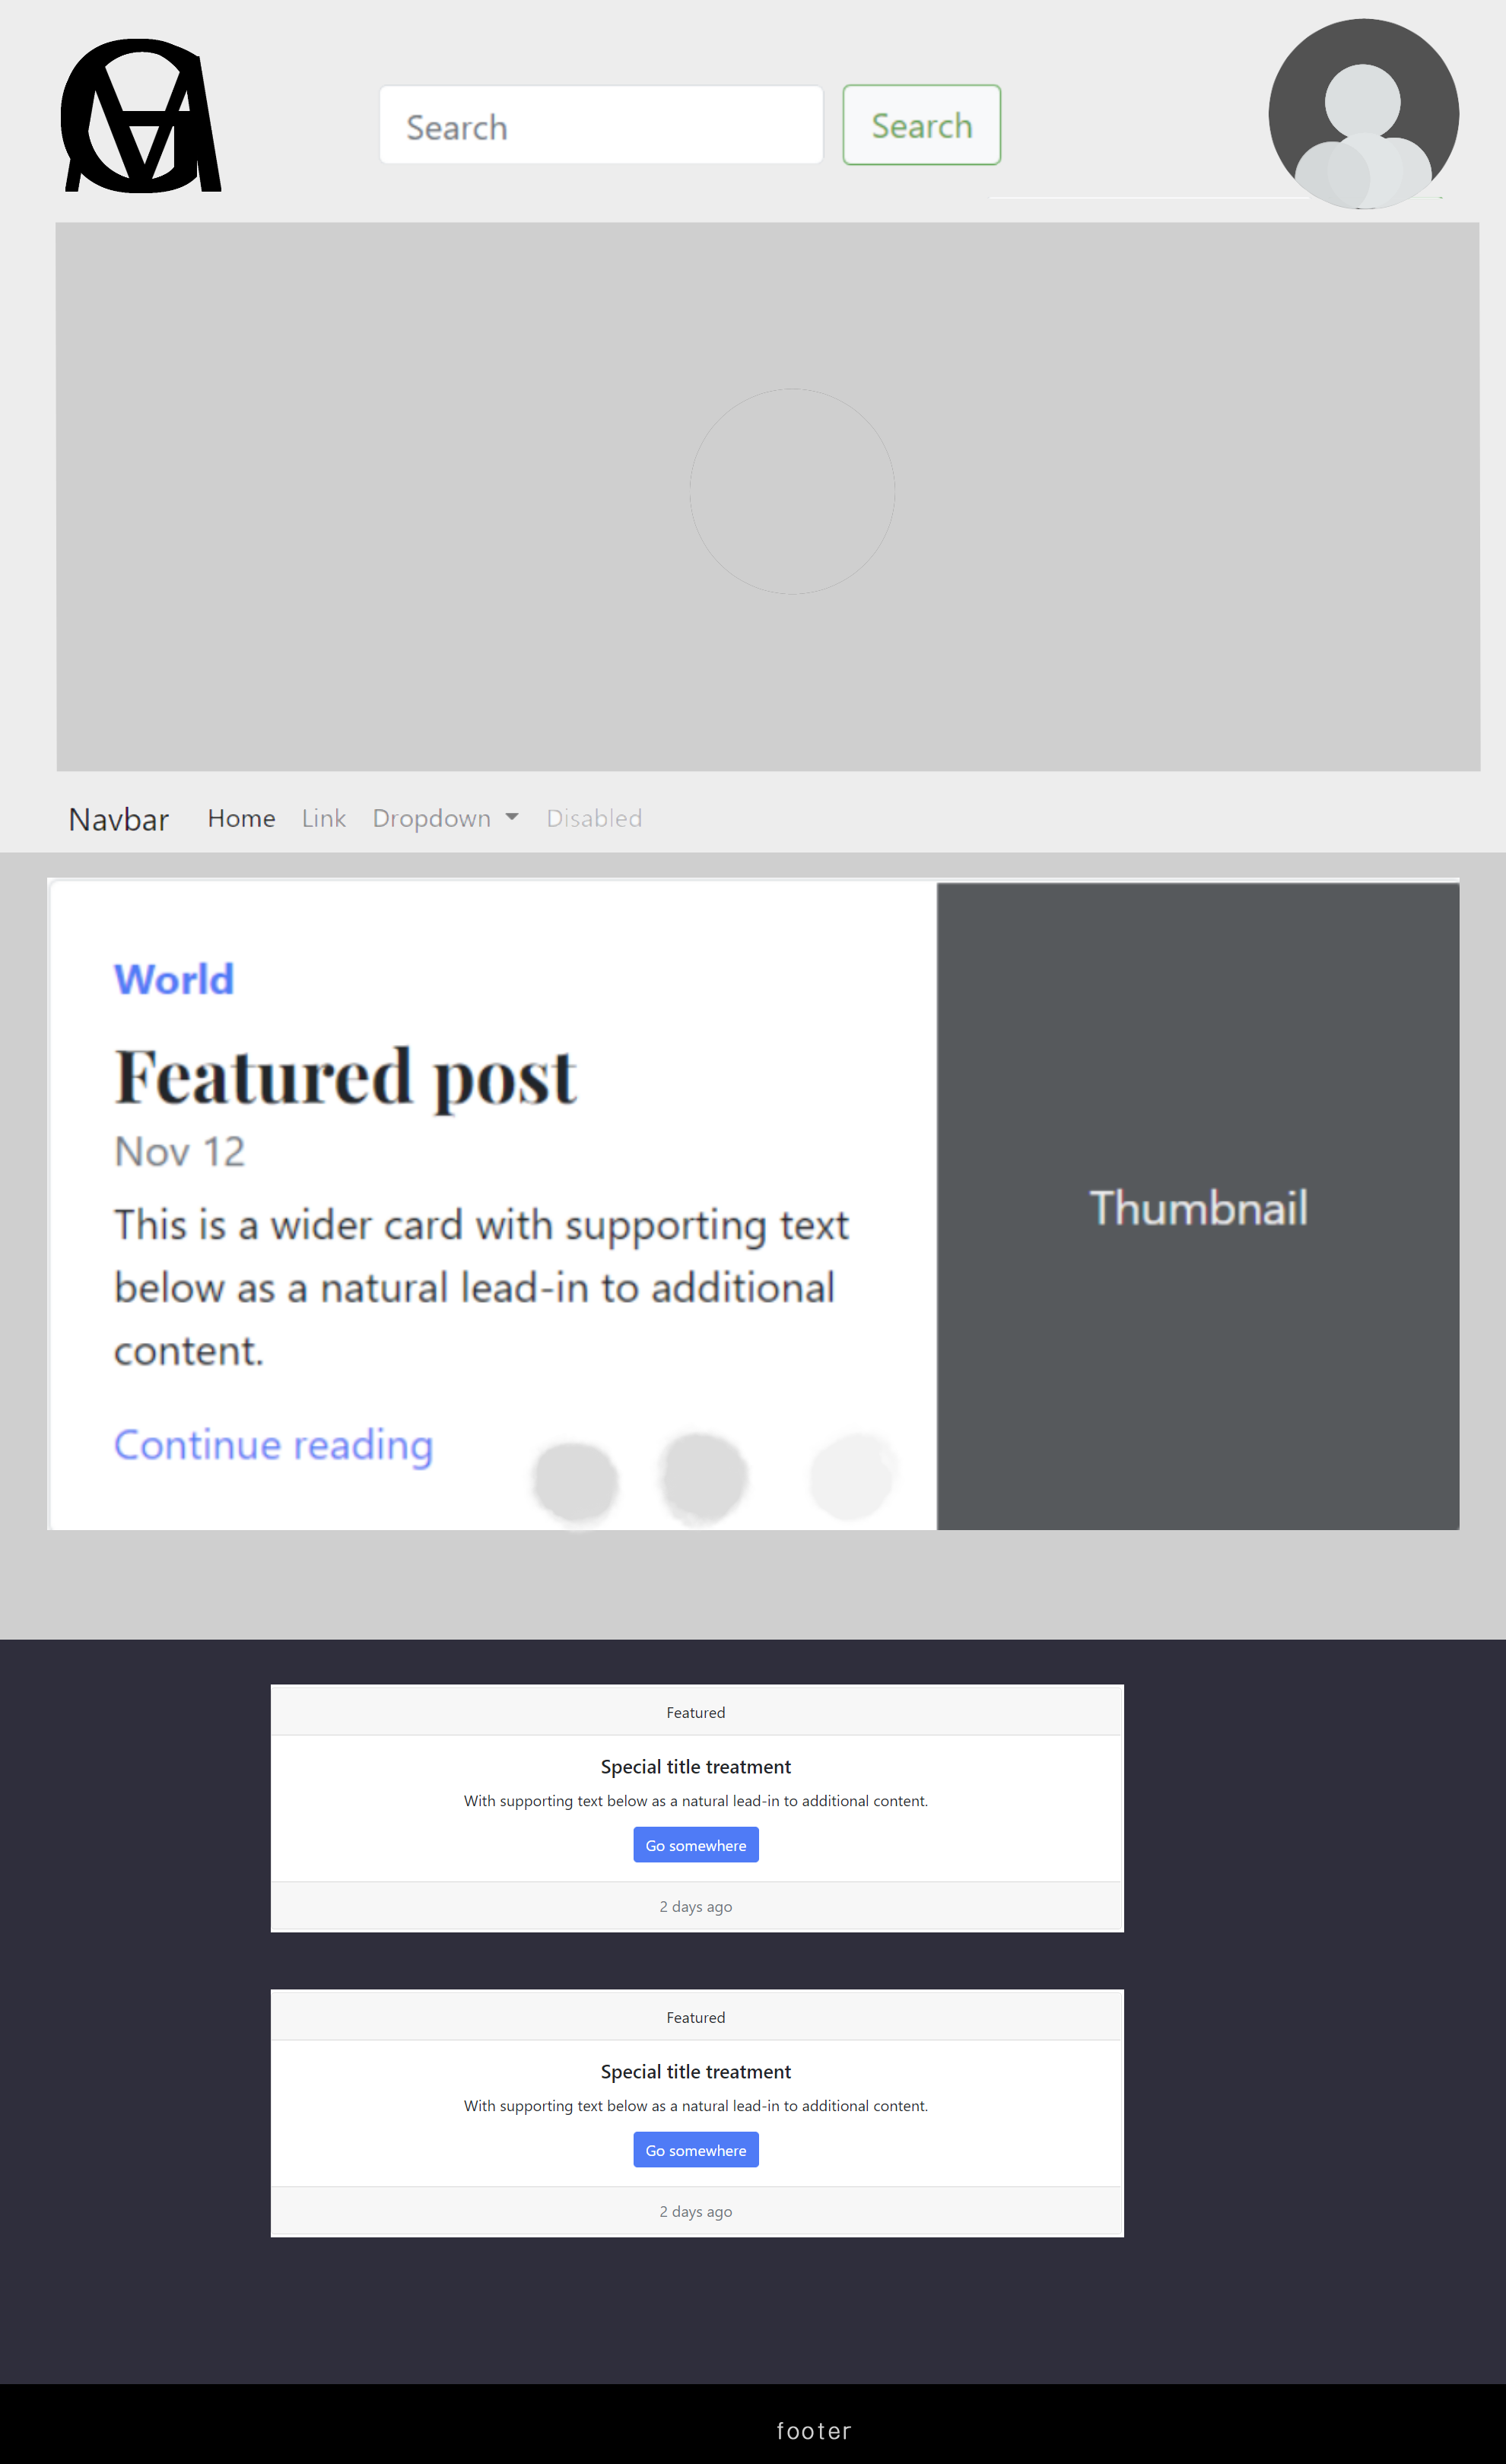 Search Search
Navbar Home Link Dropdown Disabled
World
Featured post
Nov 12
This is a wider card with supporting text
below as a natural lead-in to additional
content.
Continue reading
Thumbnail
Featured
Special title treatment
With supporting text below as a natural lead-in to additional content.
Go somewhere
2 days ago
Featured
Special title treatment
With supporting text below as a natural lead-in to additional content.
Go somewhere
2 days ago
footer